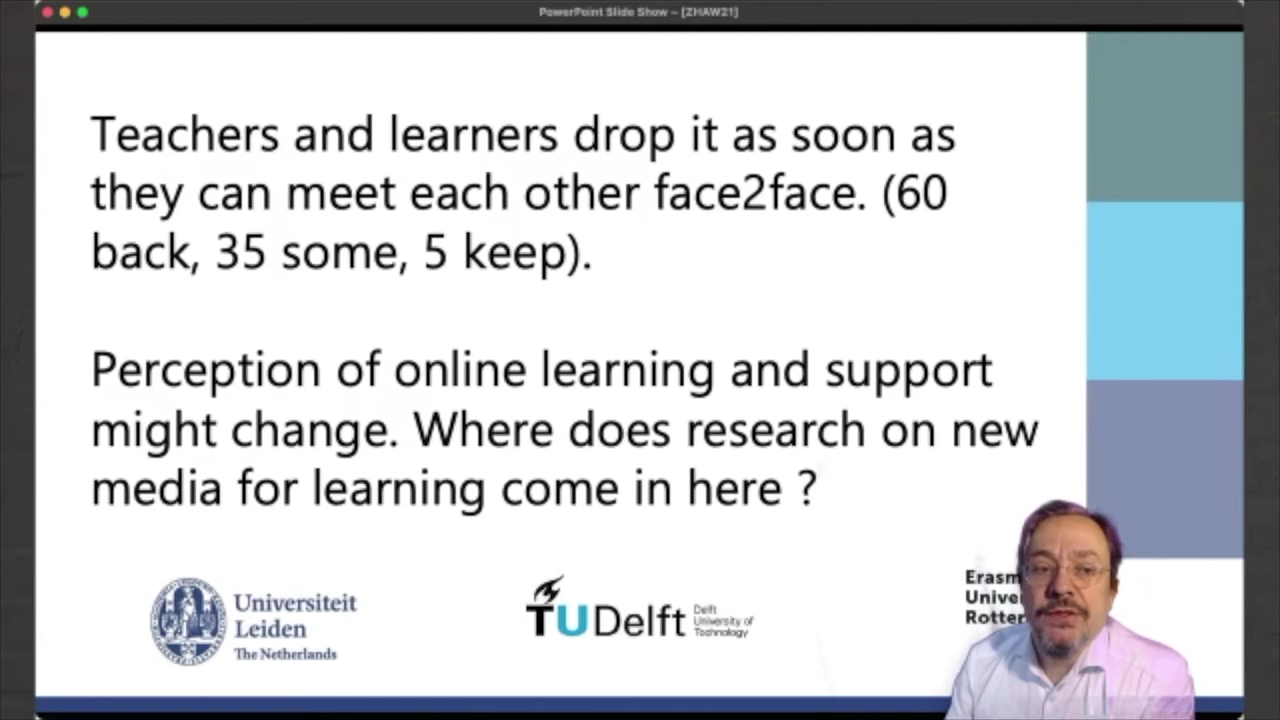 PowerPoint Slide Show – [ZHAW21]
Teachers and learners drop it as soon as
they can meet each other face2face. (60
back, 35 some, 5 keep).
Perception of online learning and support
might change. Where does research on new
media for learning come in here ?
Universiteit
Leiden
The Netherlands
TU Delft
Delft
University of
Technology
Erasm
Unive
Rotter